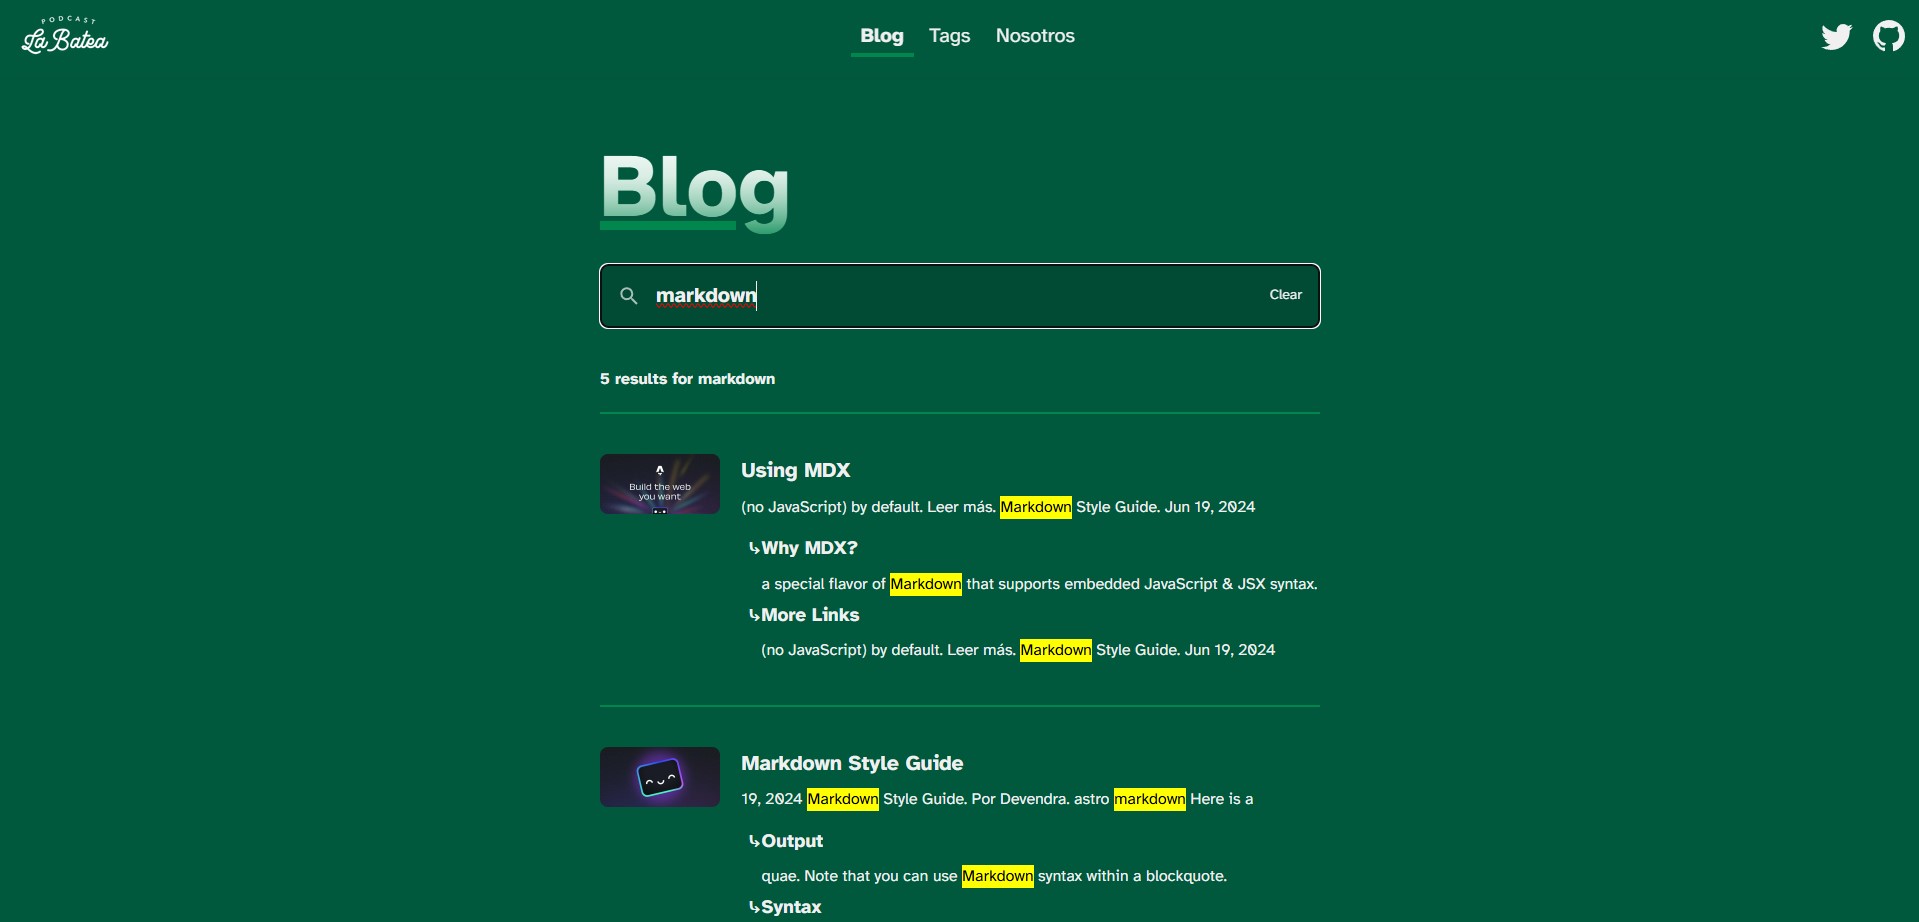 PODCAST
La Batea
Blog Tags Nosotros
Blog
markdown Clear
5 results for markdown
Build the web
you want
Using MDX
(no JavaScript) by default. Leer más. Markdown Style Guide. Jun 19, 2024
⤷Why MDX?
a special flavor of Markdown that supports embedded JavaScript & JSX syntax.
⤷More Links
(no JavaScript) by default. Leer más. Markdown Style Guide. Jun 19, 2024
Markdown Style Guide
19, 2024 Markdown Style Guide. Por Devendra. astro markdown Here is a
⤷Output
quae. Note that you can use Markdown syntax within a blockquote.
⤷Syntax